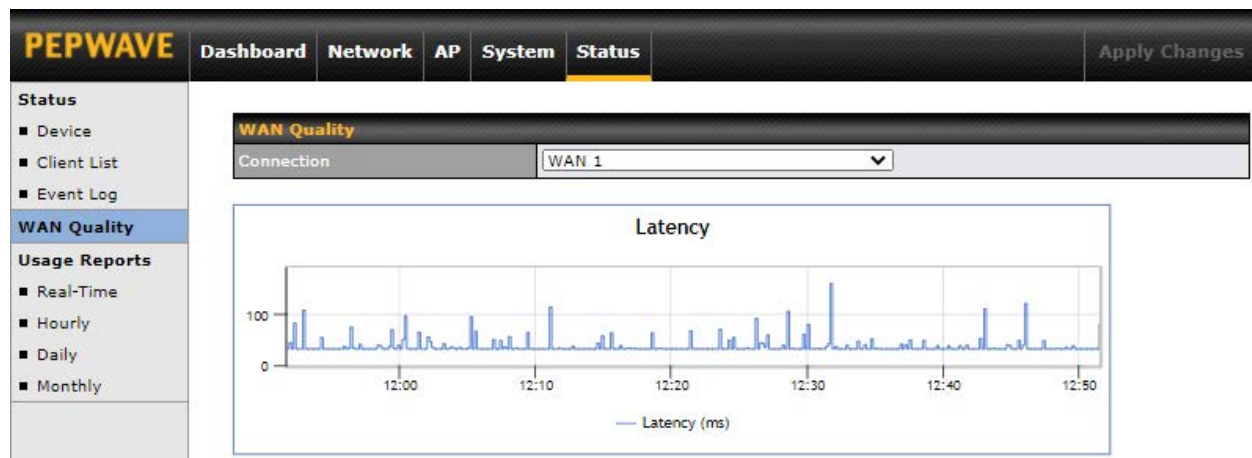 PEPWAVE
Dashboard Network AP System Status Apply Changes
Status
Device
Client List
Event Log
WAN Quality
Usage Reports
Real-Time
Hourly
Daily
Monthly
WAN Quality
Connection WAN 1
Latency
100
0
12:00 12:10 12:20 12:30 12:40 12:50
Latency (ms)